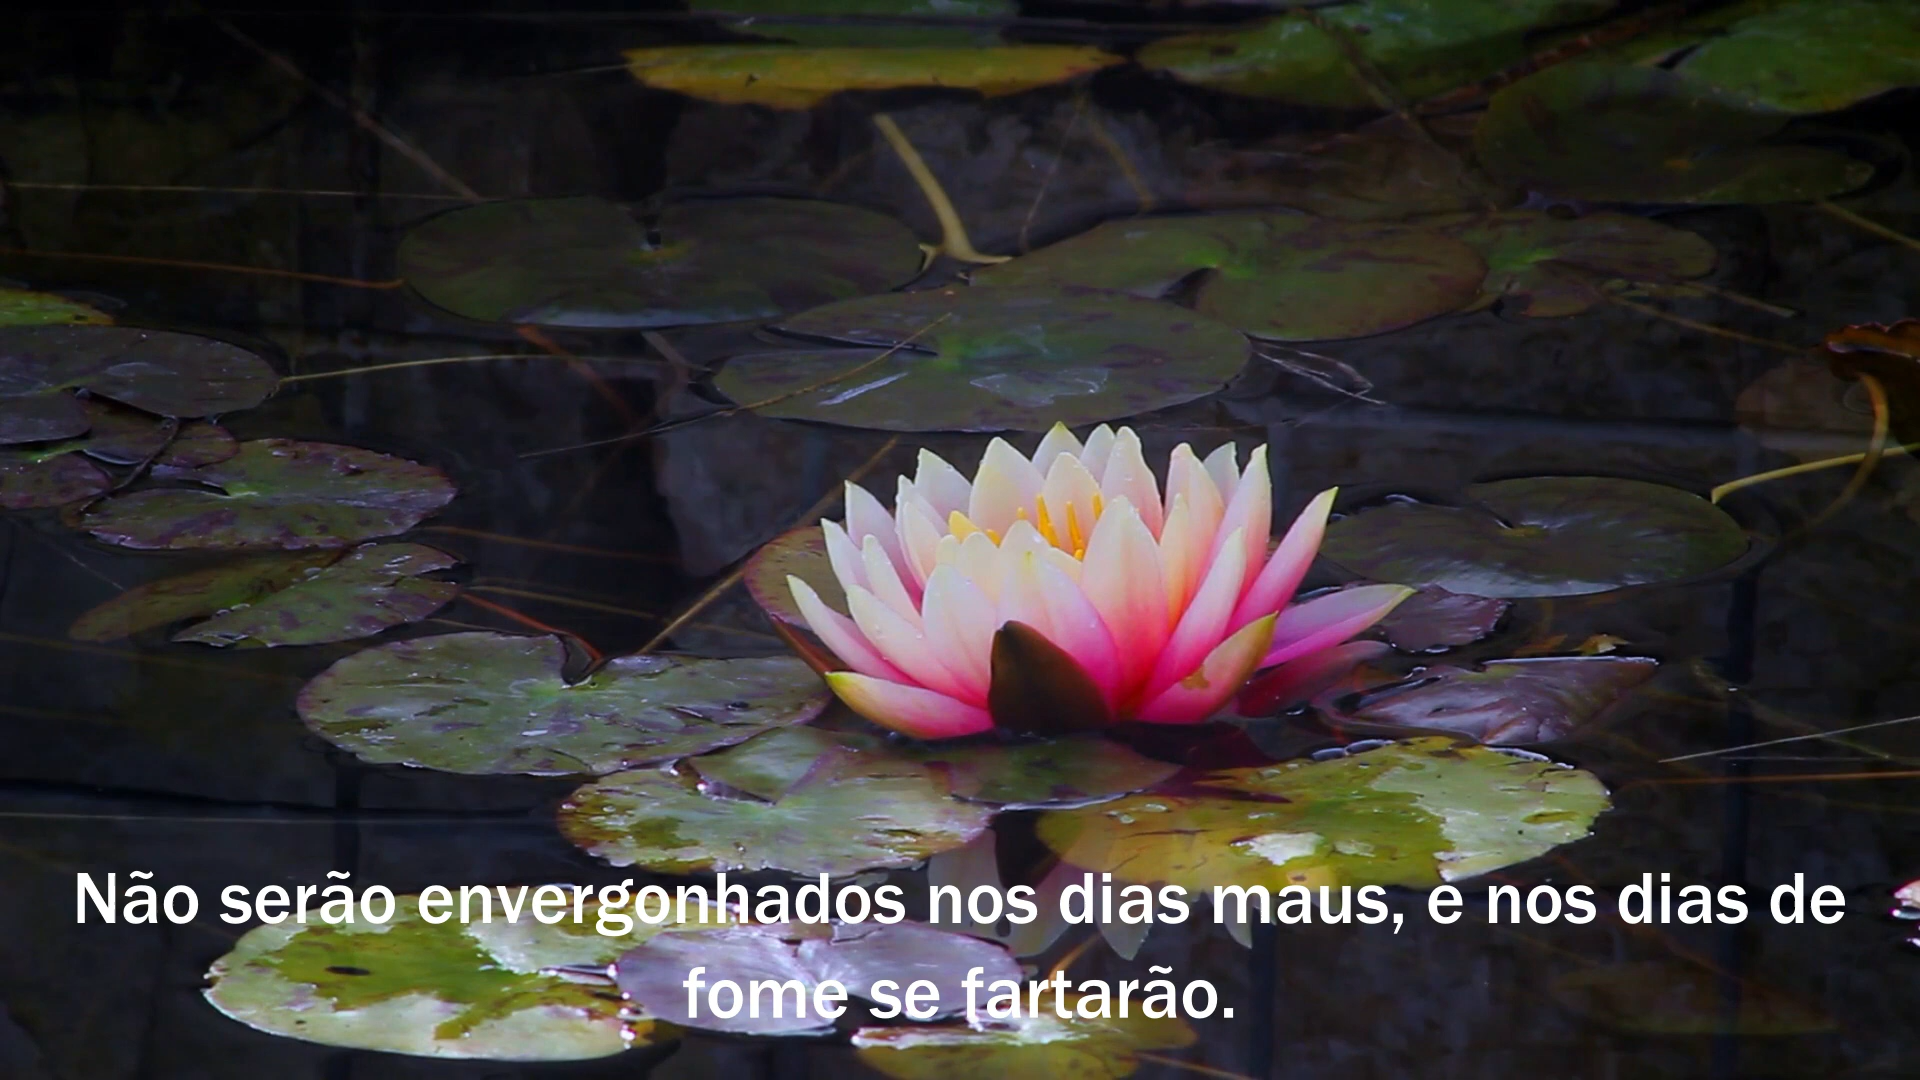 Não serão envergonhados nos dias maus, e nos dias de
fome se fartarão.